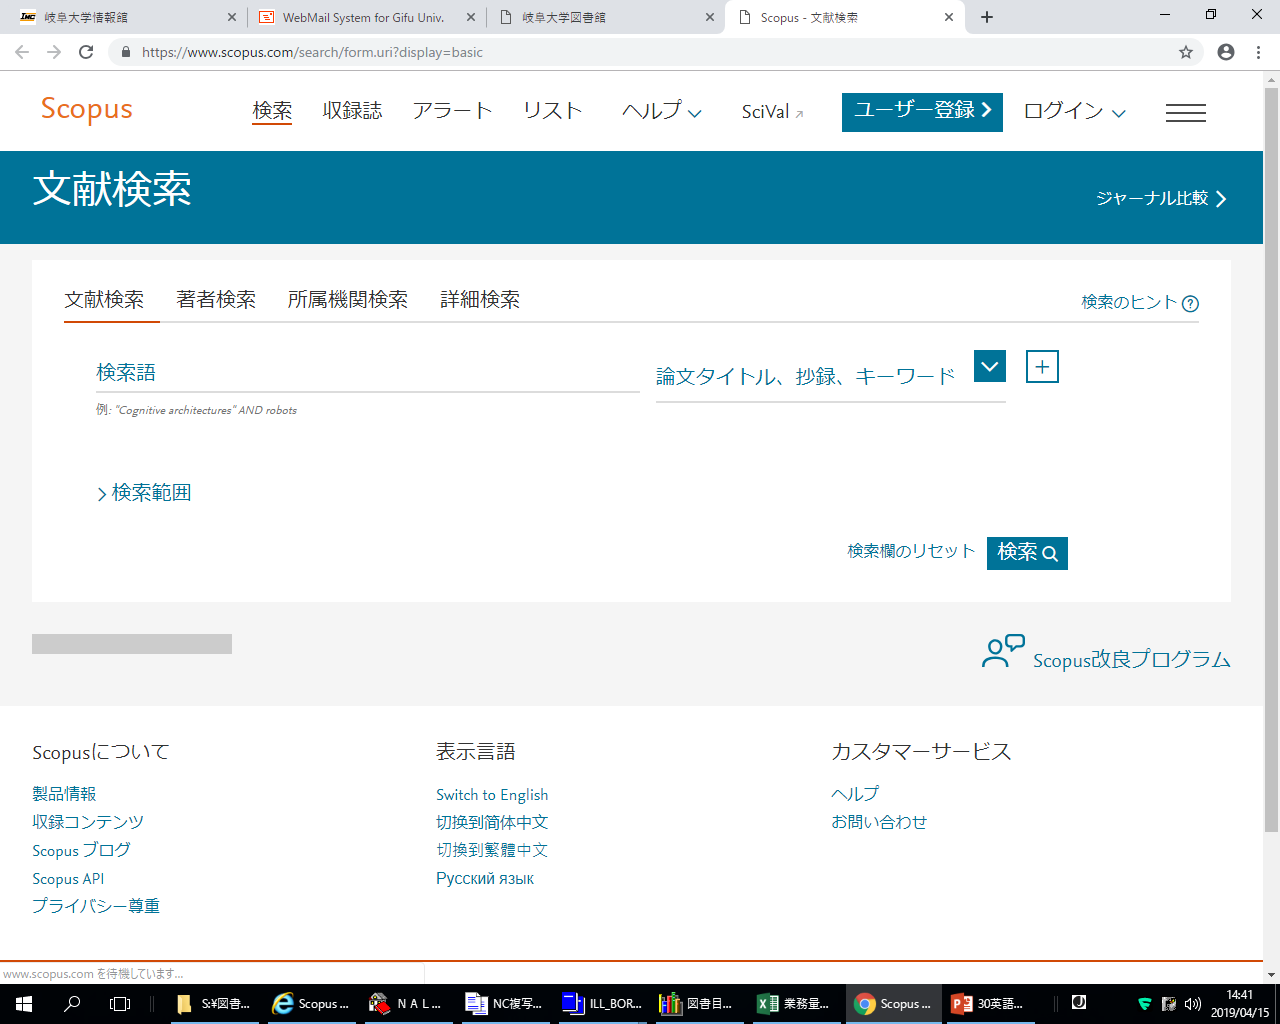 岐阜大学情報館
WebMail System for Gifu Univ.
岐阜大学図書館
Scopus - 文献検索
https://www.scopus.com/search/form.uri?display=basic
Scopus
検索
収録誌
アラート
リスト
ヘルプ
SciVal
ユーザー登録
ログイン
文献検索
ジャーナル比較
文献検索
著者検索
所属機関検索
詳細検索
検索のヒント
検索語
論文タイトル、抄録、キーワード
例: "Cognitive architectures" AND robots
検索範囲
検索欄のリセット
検索
Scopus改良プログラム
Scopusについて
製品情報
収録コンテンツ
Scopus ブログ
Scopus API
プライバシー尊重
表示言語
Switch to English
切換到简体中文
切換到繁體中文
Русский язык
カスタマーサービス
ヘルプ
お問い合わせ
www.scopus.com を待機しています...
S:¥図書...
Scopus ...
ＮＡＬ...
NC複写...
ILL_BOR...
図書目...
業務量...
Scopus ...
30英語...
14:41
2019/04/15